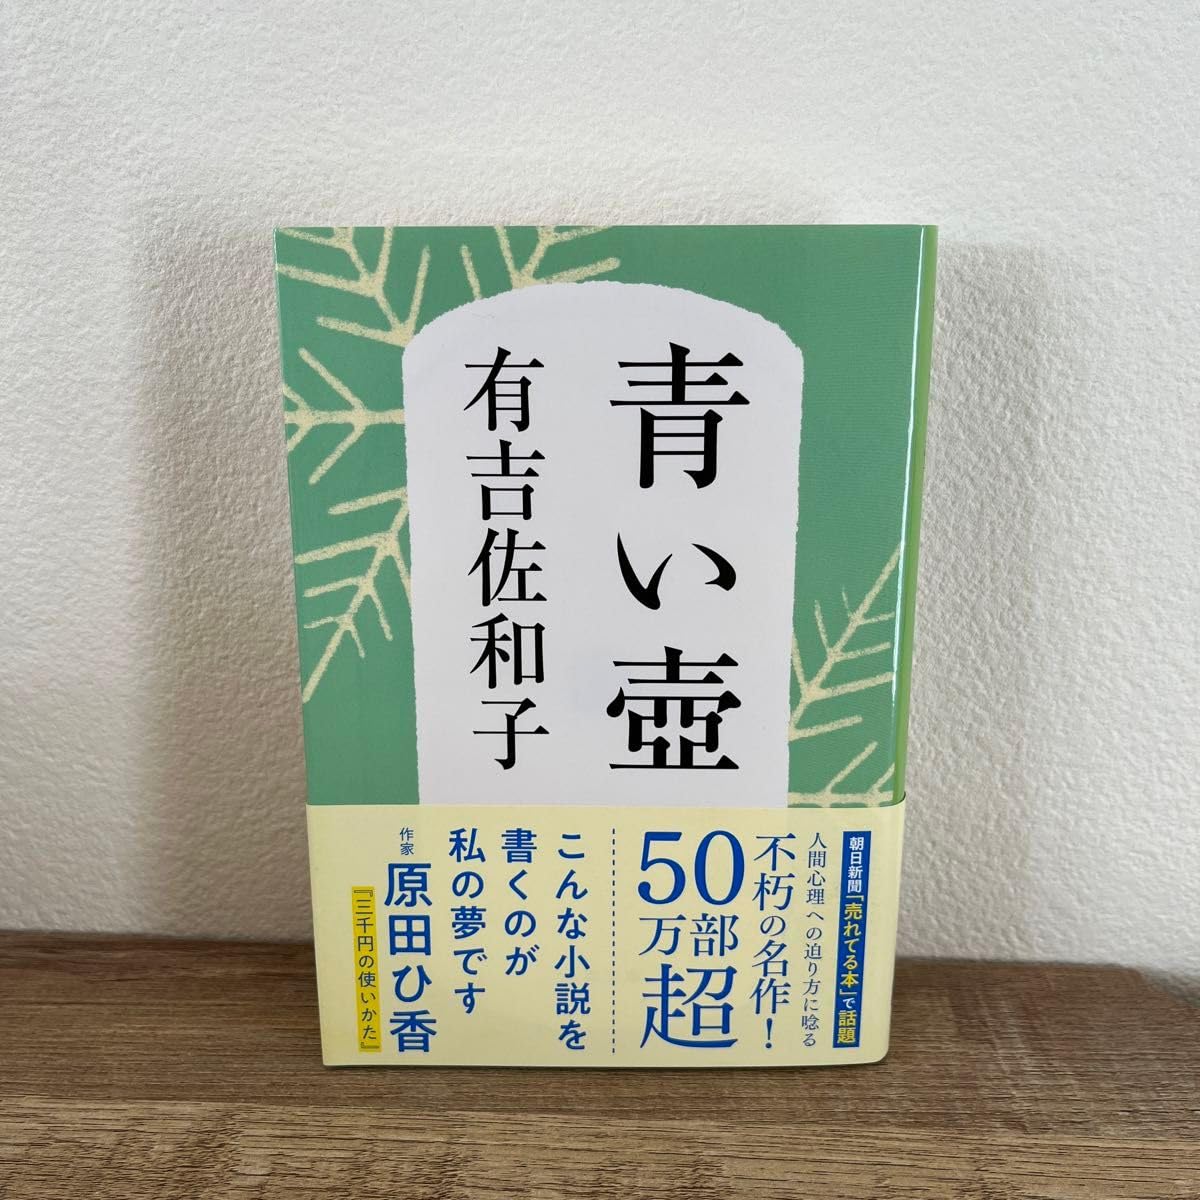 青い壺
有吉佐和子
朝日新聞「売れてる本」で話題
人間心理への迫り方に唸る
不朽の名作！
50万部超
こんな小説を
書くのが
私の夢です
作家 原田ひ香
『三千円の使いかた』